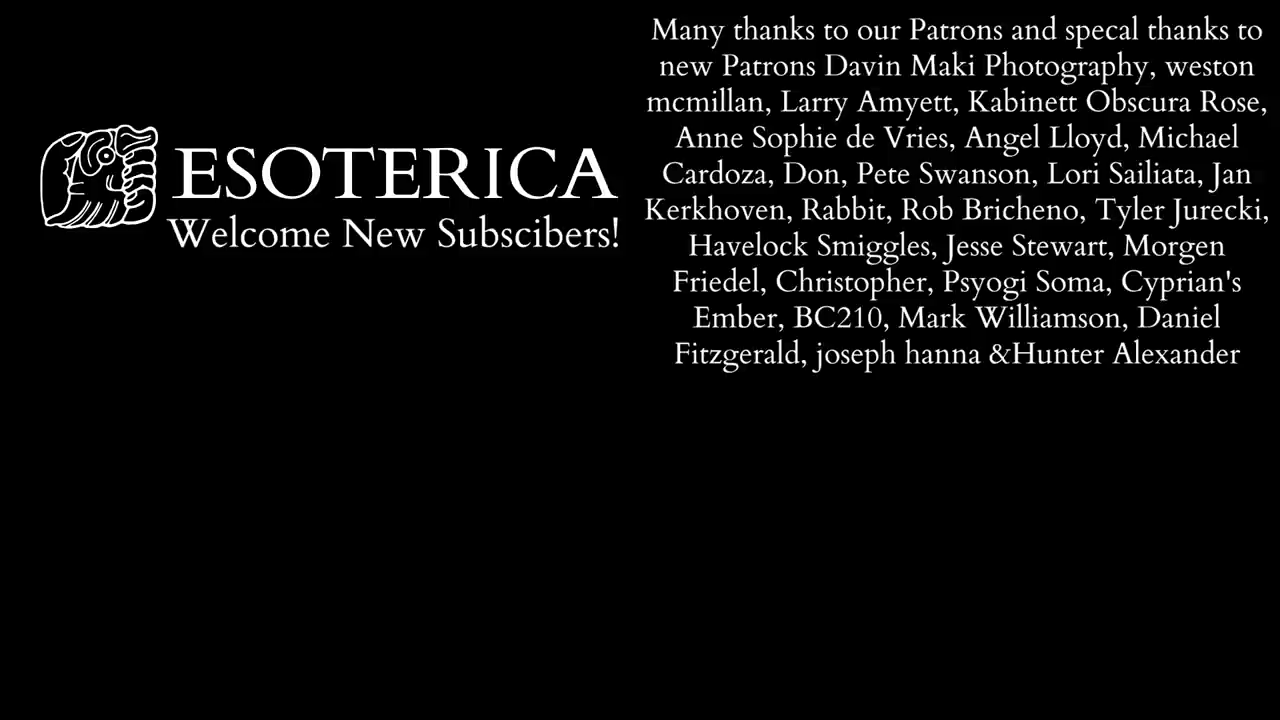 ESOTERICA
Welcome New Subscibers!
Many thanks to our Patrons and specal thanks to
new Patrons Davin Maki Photography, weston
mcmillan, Larry Amyett, Kabinett Obscura Rose,
Anne Sophie de Vries, Angel Lloyd, Michael
Cardoza, Don, Pete Swanson, Lori Sailiata, Jan
Kerkhoven, Rabbit, Rob Bricheno, Tyler Jurecki,
Havelock Smiggles, Jesse Stewart, Morgen
Friedel, Christopher, Psyogi Soma, Cyprian's
Ember, BC210, Mark Williamson, Daniel
Fitzgerald, joseph hanna &Hunter Alexander